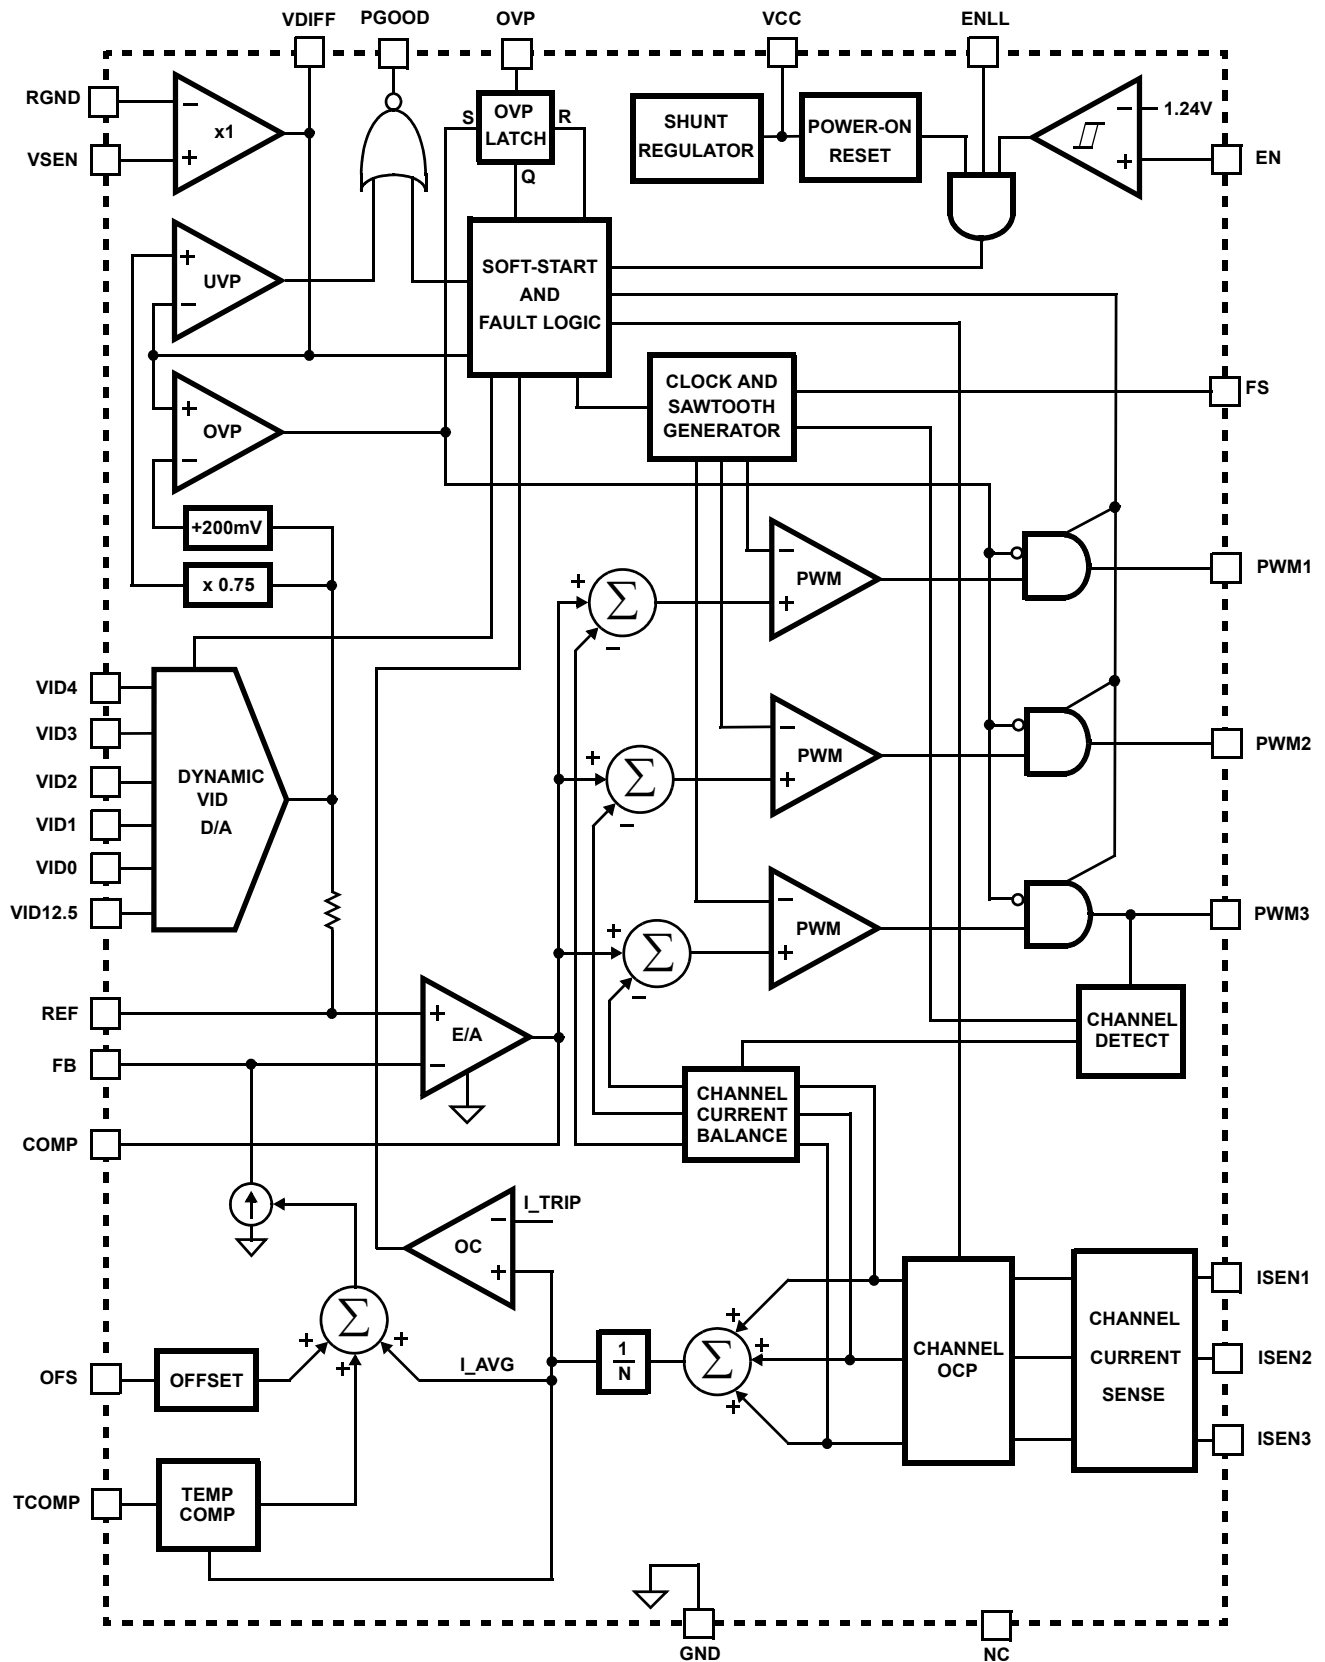 VDIFF PGOOD OVP VCC ENLL
RGND
− x1
VSEN
+
S OVP R
LATCH
Q
SHUNT
REGULATOR
POWER-ON
RESET
− 1.24V
+ EN
+
UVP
−
SOFT-START
AND
FAULT LOGIC
+
OVP
−
CLOCK AND
SAWTOOTH
GENERATOR
FS
+200mV
x 0.75
+
Σ
−
−
PWM
+
PWM1
VID4
VID3
VID2
VID1
VID0
VID12.5
DYNAMIC
VID
D/A
+
Σ
−
−
PWM
+
PWM2
+
Σ
−
−
PWM
+
PWM3
REF
FB
COMP
+
E/A
−
CHANNEL
DETECT
CHANNEL
CURRENT
BALANCE
− I_TRIP
OC
+
Σ
+
+
+
I_AVG
1
N
+
Σ +
+
CHANNEL
OCP
CHANNEL
CURRENT
SENSE
ISEN1
ISEN2
ISEN3
OFS
OFFSET
TCOMP
TEMP
COMP
GND
NC